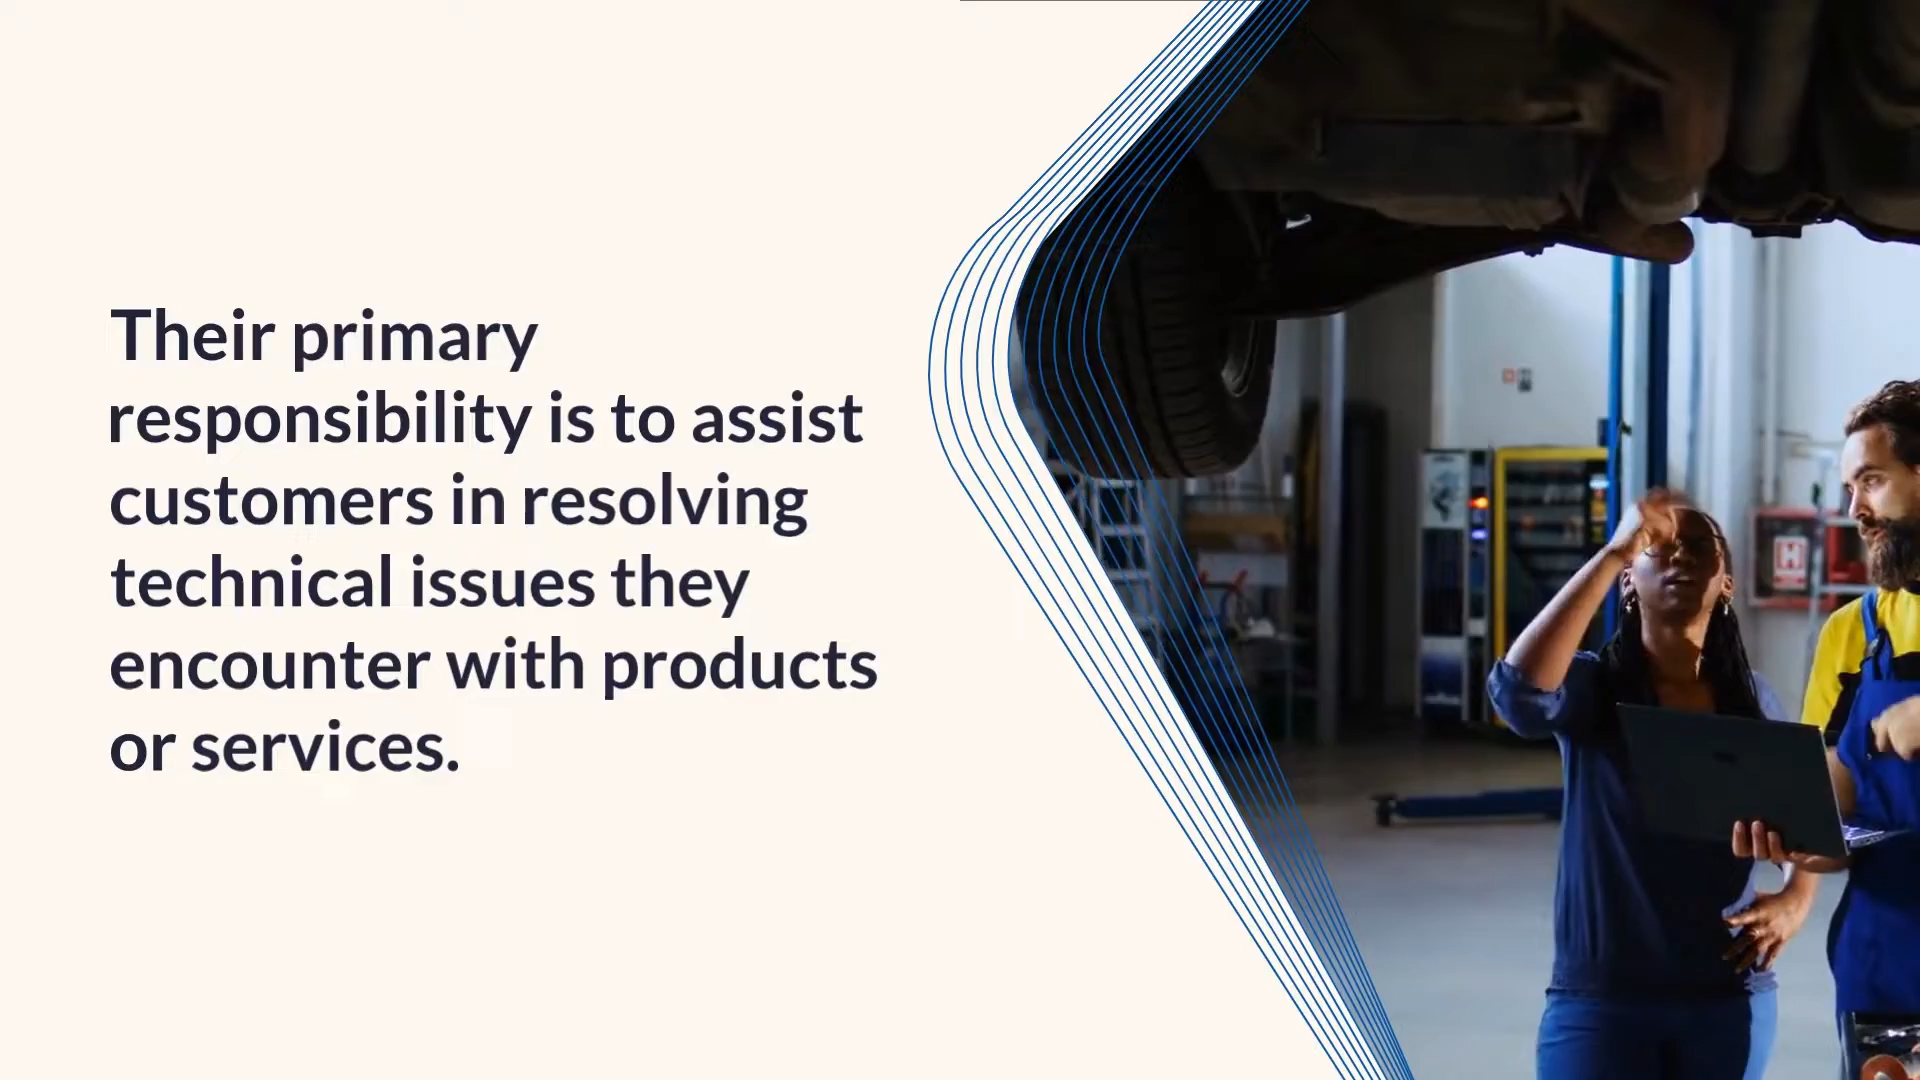 Their primary
responsibility is to assist
customers in resolving
technical issues they
encounter with products
or services.